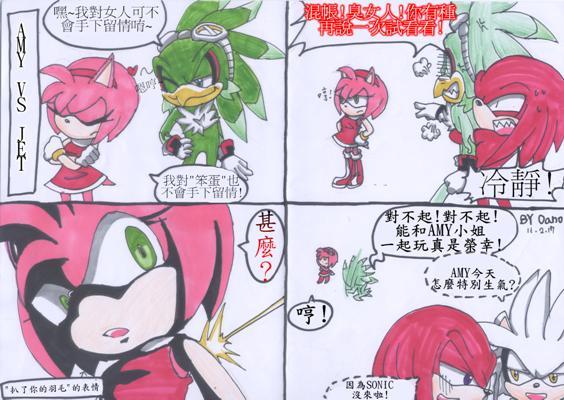 AMY VS JET
嘿~我對女人可不
會手下留情唷~
我對"笨蛋"也
不會手下留情!
混帳!臭女人!你有種
再說一次試看看!
哼!
冷靜!
甚麼?
"扒了你的羽毛"的表情
BY Dano
對不起!對不起!
能和AMY小姐
一起玩真是榮幸!
哼!
AMY今天
怎麼特別生氣?
因為SONIC
沒來啦!